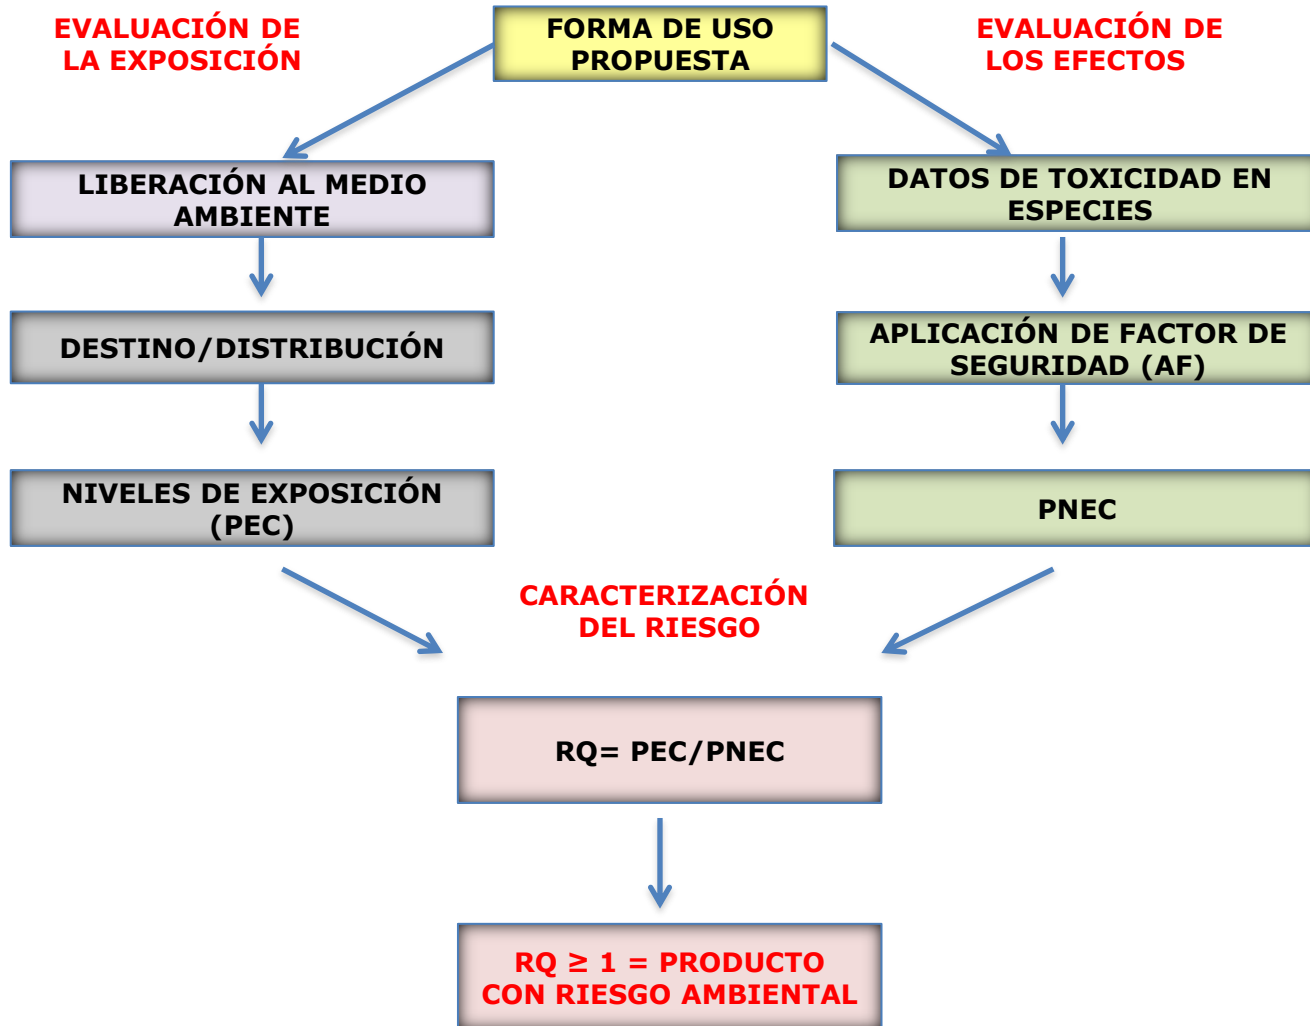 EVALUACIÓN DE
LA EXPOSICIÓN
FORMA DE USO
PROPUESTA
EVALUACIÓN DE
LOS EFECTOS
LIBERACIÓN AL MEDIO
AMBIENTE
DATOS DE TOXICIDAD EN
ESPECIES
DESTINO/DISTRIBUCIÓN
APLICACIÓN DE FACTOR DE
SEGURIDAD (AF)
NIVELES DE EXPOSICIÓN
(PEC)
PNEC
CARACTERIZACIÓN
DEL RIESGO
RQ= PEC/PNEC
RQ ≥ 1 = PRODUCTO
CON RIESGO AMBIENTAL